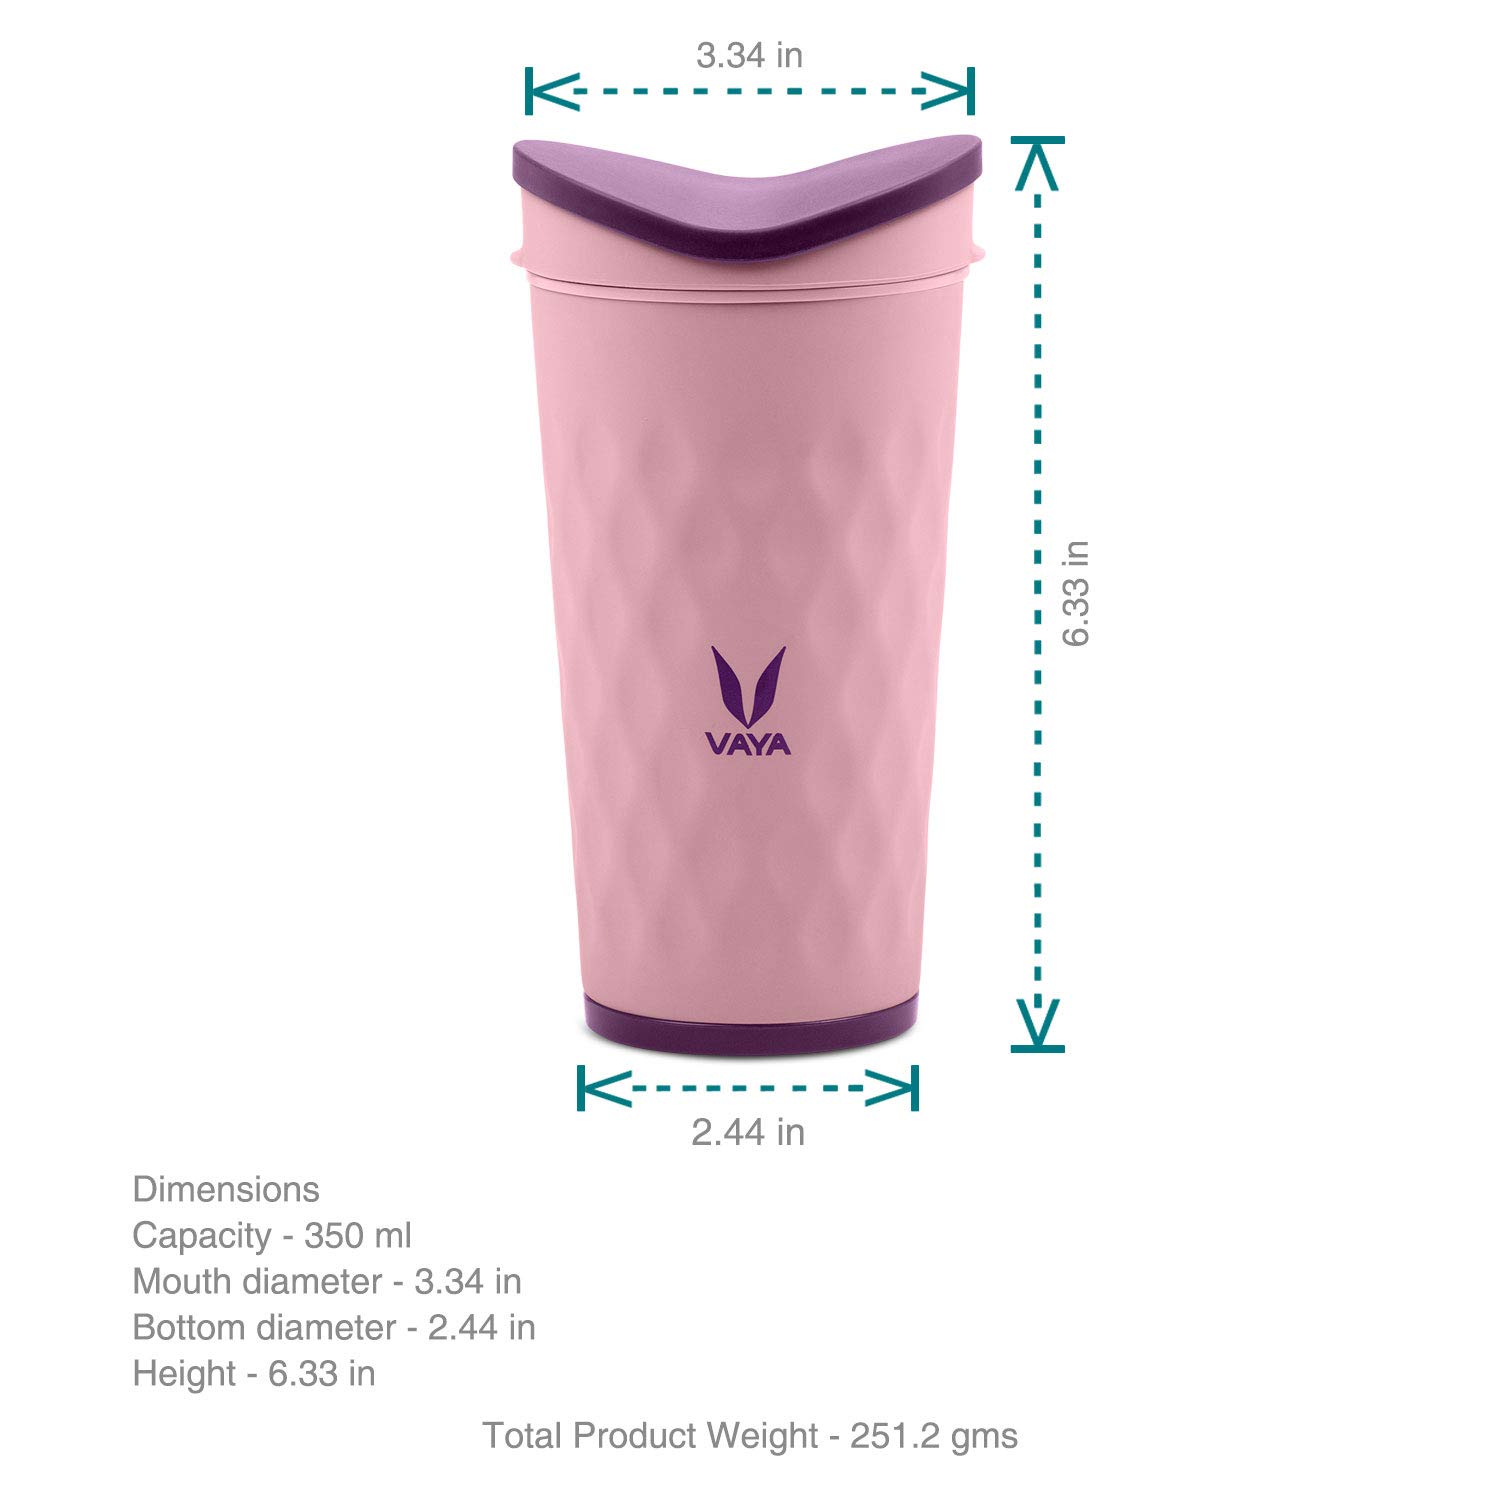 3.34 in
6.33 in
VAYA
2.44 in
Dimensions
Capacity - 350 ml
Mouth diameter - 3.34 in
Bottom diameter - 2.44 in
Height - 6.33 in
Total Product Weight - 251.2 gms